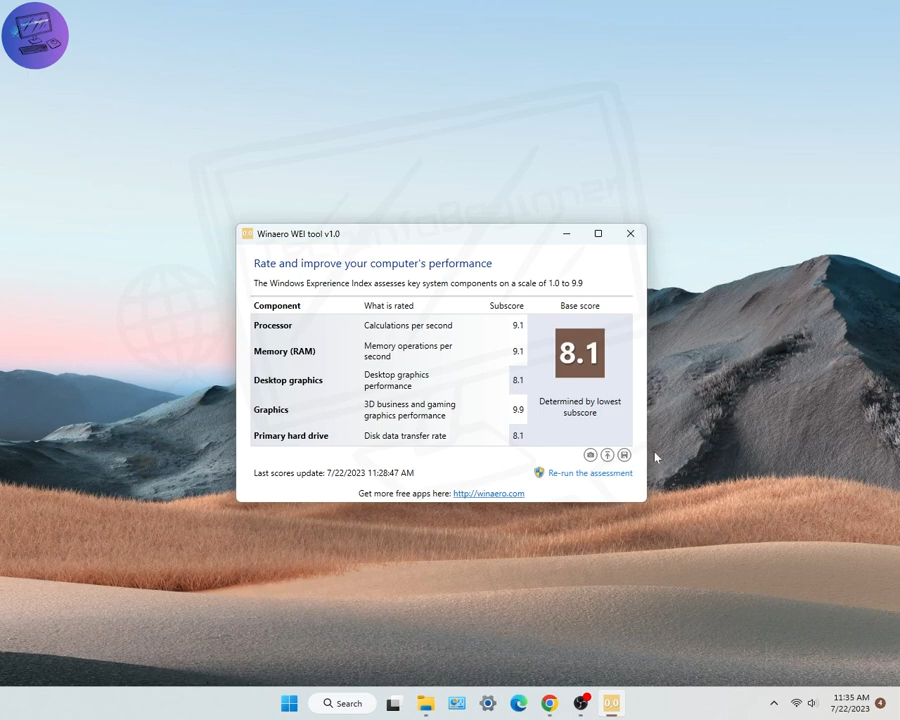 Winaero WEI tool v1.0
Rate and improve your computer's performance
The Windows Exprerience Index assesses key system components on a scale of 1.0 to 9.9
Component What is rated Subscore Base score
Processor Calculations per second 9.1
Memory (RAM) Memory operations per
second 9.1
8.1
Desktop graphics Desktop graphics
performance 8.1
Determined by lowest
subscore
Graphics 3D business and gaming
graphics performance 9.9
Primary hard drive Disk data transfer rate 8.1
Last scores update: 7/22/2023 11:28:47 AM Re-run the assessment
Get more free apps here: http://winaero.com
Search
0.0
11:35 AM
7/22/2023
4